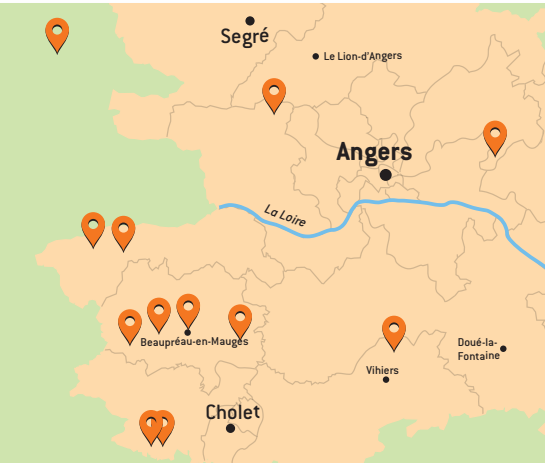 Segré
Le Lion-d'Angers
Angers
La Loire
Beaupréau-en-Mauges
Doué-la-
Fontaine
Vihiers
Cholet